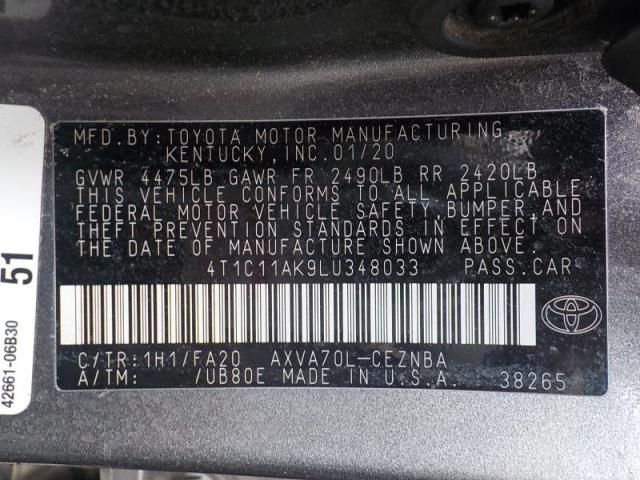 MFD.BY:TOYOTA MOTOR MANUFACTURING,
KENTUCKY,INC.01/20
GVWR 4475LB GAWR FR 2490LB RR 2420LB
THIS VEHICLE CONFORMS TO ALL APPLICABLE
FEDERAL MOTOR VEHICLE SAFETY,BUMPER,AND
THEFT PREVENTION STANDARDS IN EFFECT ON
THE DATE OF MANUFACTURE SHOWN ABOVE.
4T1C11AK9LU348033 PASS.CAR
C/TR:1H1/FA20 AXVA70L-CEZNBA
A/TM: /UB80E MADE IN U.S.A. 38265
42661-06B30 51